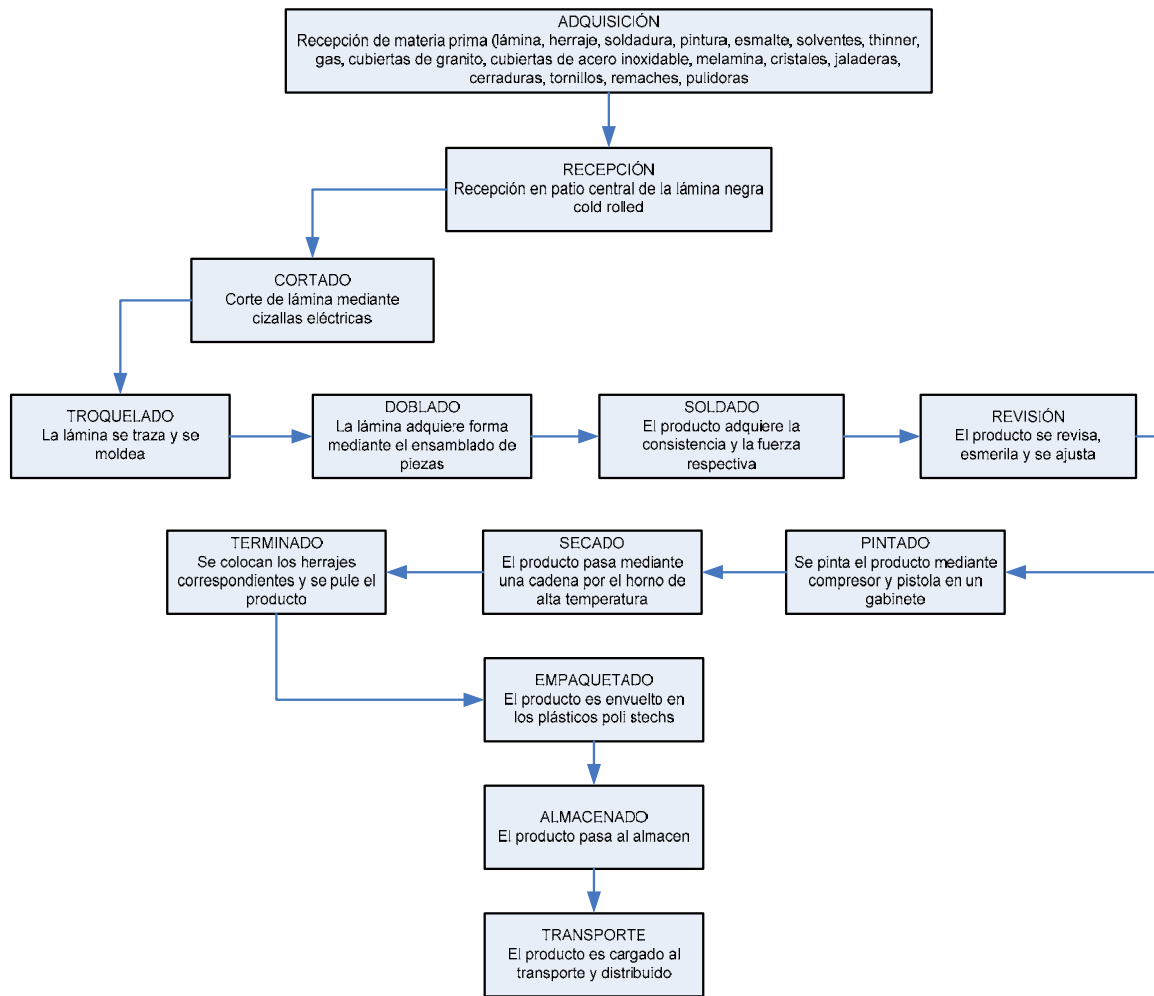 ADQUISICIÓN
Recepción de materia prima (lámina, herraje, soldadura, pintura, esmalte, solventes, thinner,
gas, cubiertas de granito, cubiertas de acero inoxidable, melamina, cristales, jaladeras,
cerraduras, tornillos, remaches, pulidoras
RECEPCIÓN
Recepción en patio central de la lámina negra
cold rolled
CORTADO
Corte de lámina mediante
cizallas eléctricas
TROQUELADO
La lámina se traza y se
moldea
DOBLADO
La lámina adquiere forma
mediante el ensamblado de
piezas
SOLDADO
El producto adquiere la
consistencia y la fuerza
respectiva
REVISIÓN
El producto se revisa,
esmerila y se ajusta
PINTADO
Se pinta el producto mediante
compresor y pistola en un
gabinete
SECADO
El producto pasa mediante
una cadena por el horno de
alta temperatura
TERMINADO
Se colocan los herrajes
correspondientes y se pule el
producto
EMPAQUETADO
El producto es envuelto en
los plásticos poli stechs
ALMACENADO
El producto pasa al almacen
TRANSPORTE
El producto es cargado al
transporte y distribuido